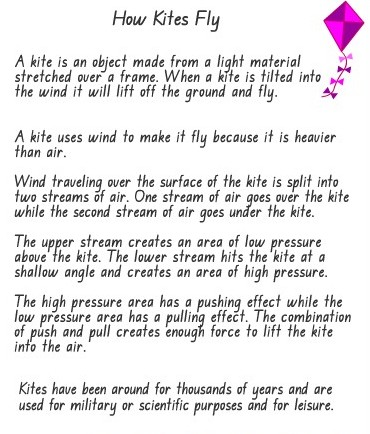 How Kites Fly
A kite is an object made from a light material
stretched over a frame. When a kite is tilted into
the wind it will lift off the ground and fly.
A kite uses wind to make it fly because it is heavier
than air.
Wind traveling over the surface of the kite is split into
two streams of air. One stream of air goes over the kite
while the second stream of air goes under the kite.
The upper stream creates an area of low pressure
above the kite. The lower stream hits the kite at a
shallow angle and creates an area of high pressure.
The high pressure area has a pushing effect while the
low pressure area has a pulling effect. The combination
of push and pull creates enough force to lift the kite
into the air.
Kites have been around for thousands of years and are
used for military or scientific purposes and for leisure.